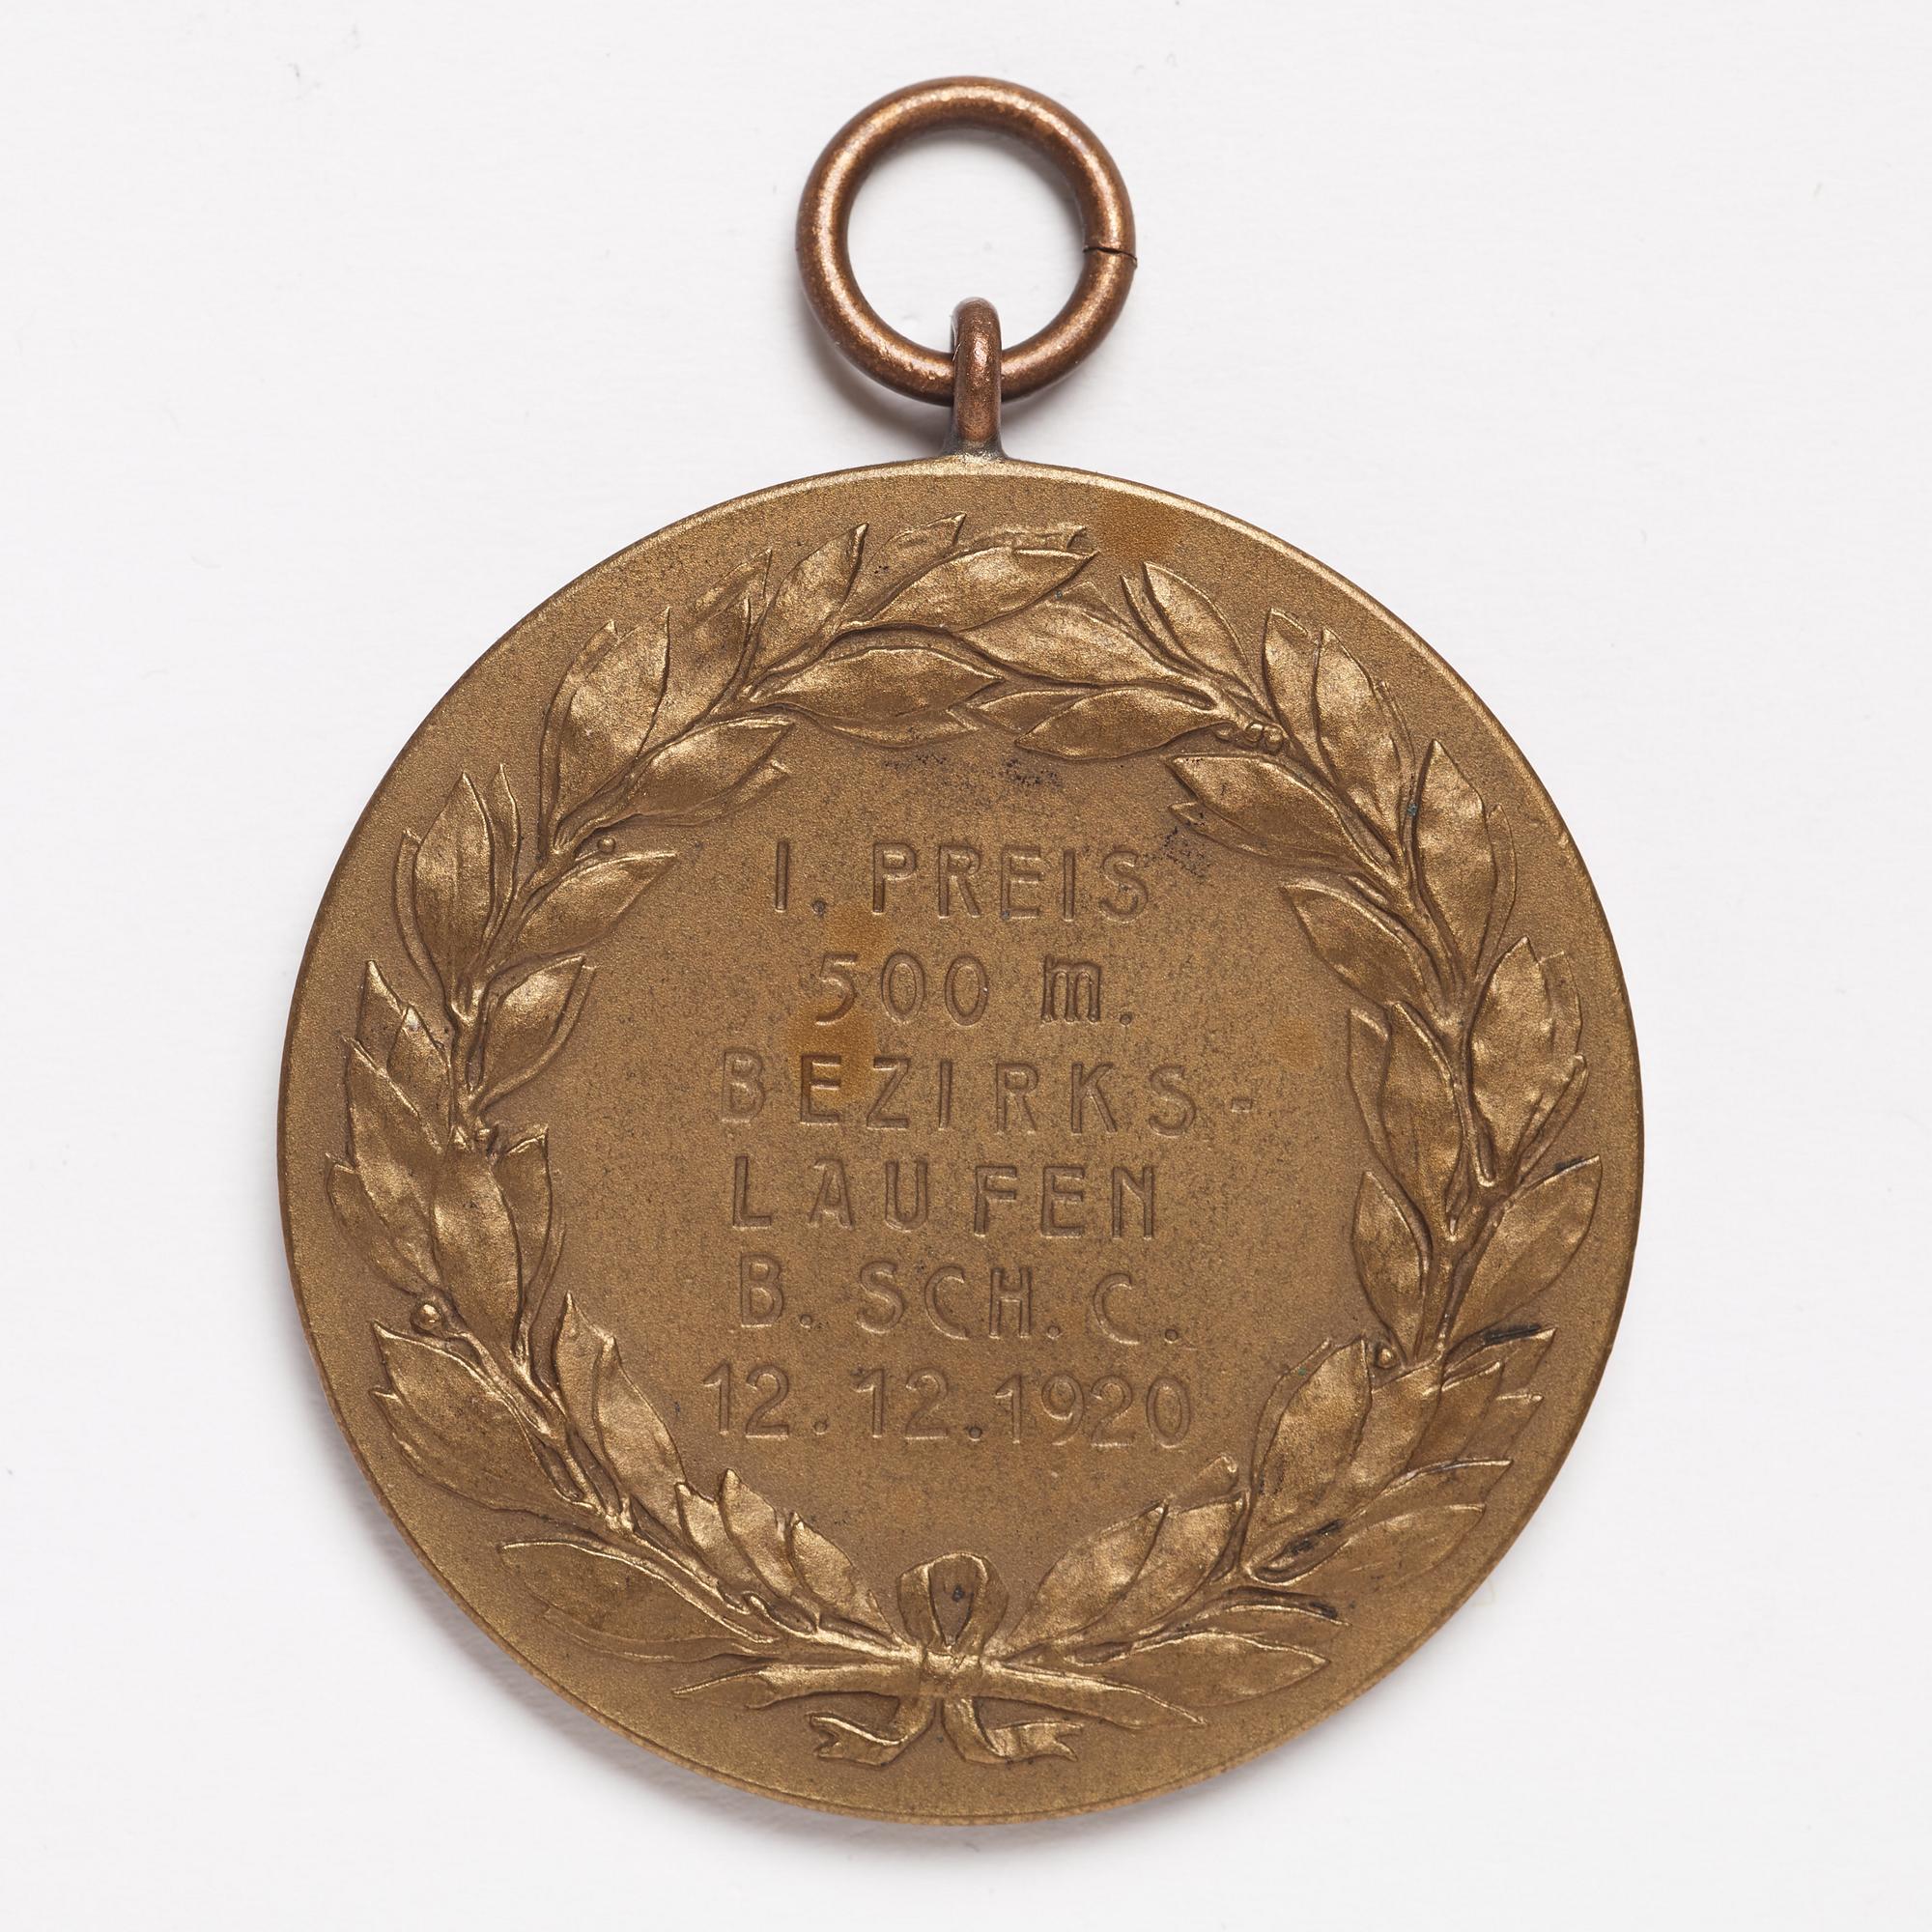 I. PREIS
500 m.
BEZIRKS-
LAUFEN
B. SCH. C.
12. 12. 1920